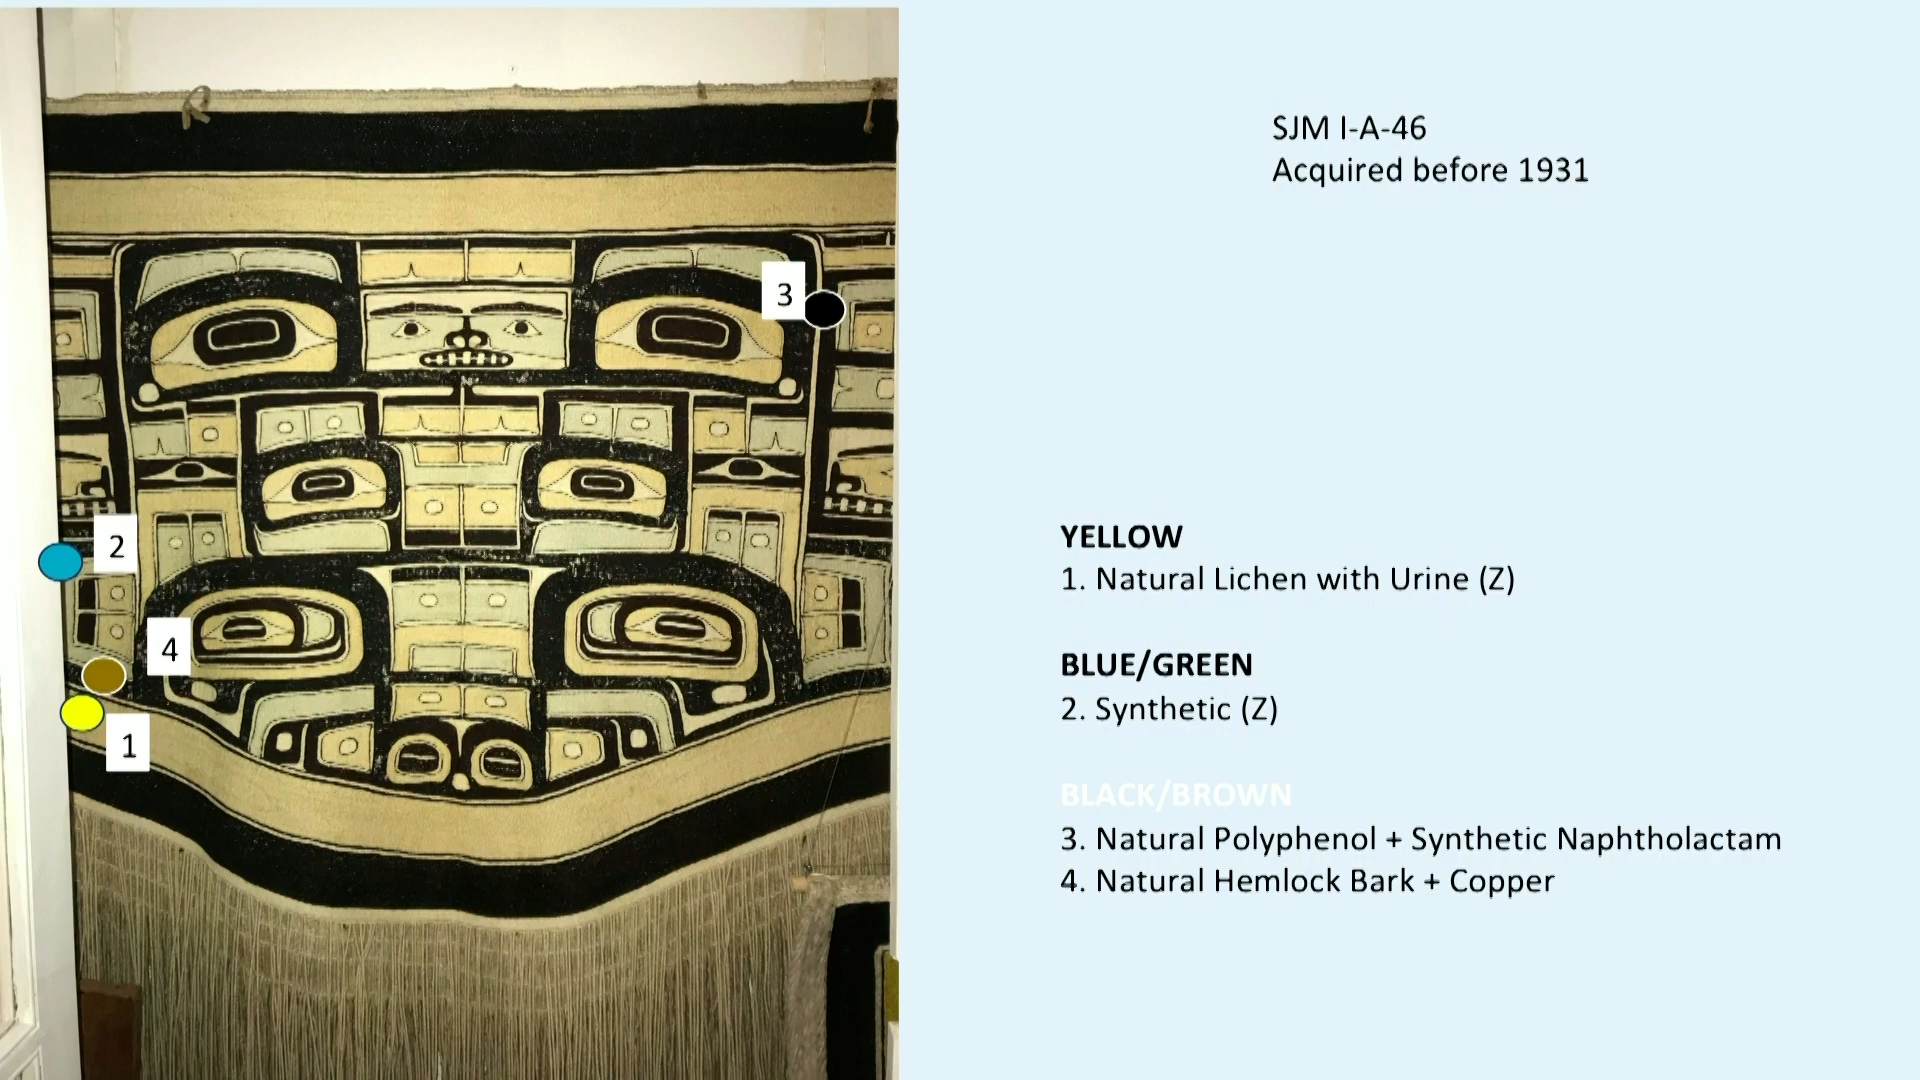 3
2
4
1
SJM I-A-46
Acquired before 1931
YELLOW
1. Natural Lichen with Urine (Z)
BLUE/GREEN
2. Synthetic (Z)
BLACK/BROWN
3. Natural Polyphenol + Synthetic Naphtholactam
4. Natural Hemlock Bark + Copper